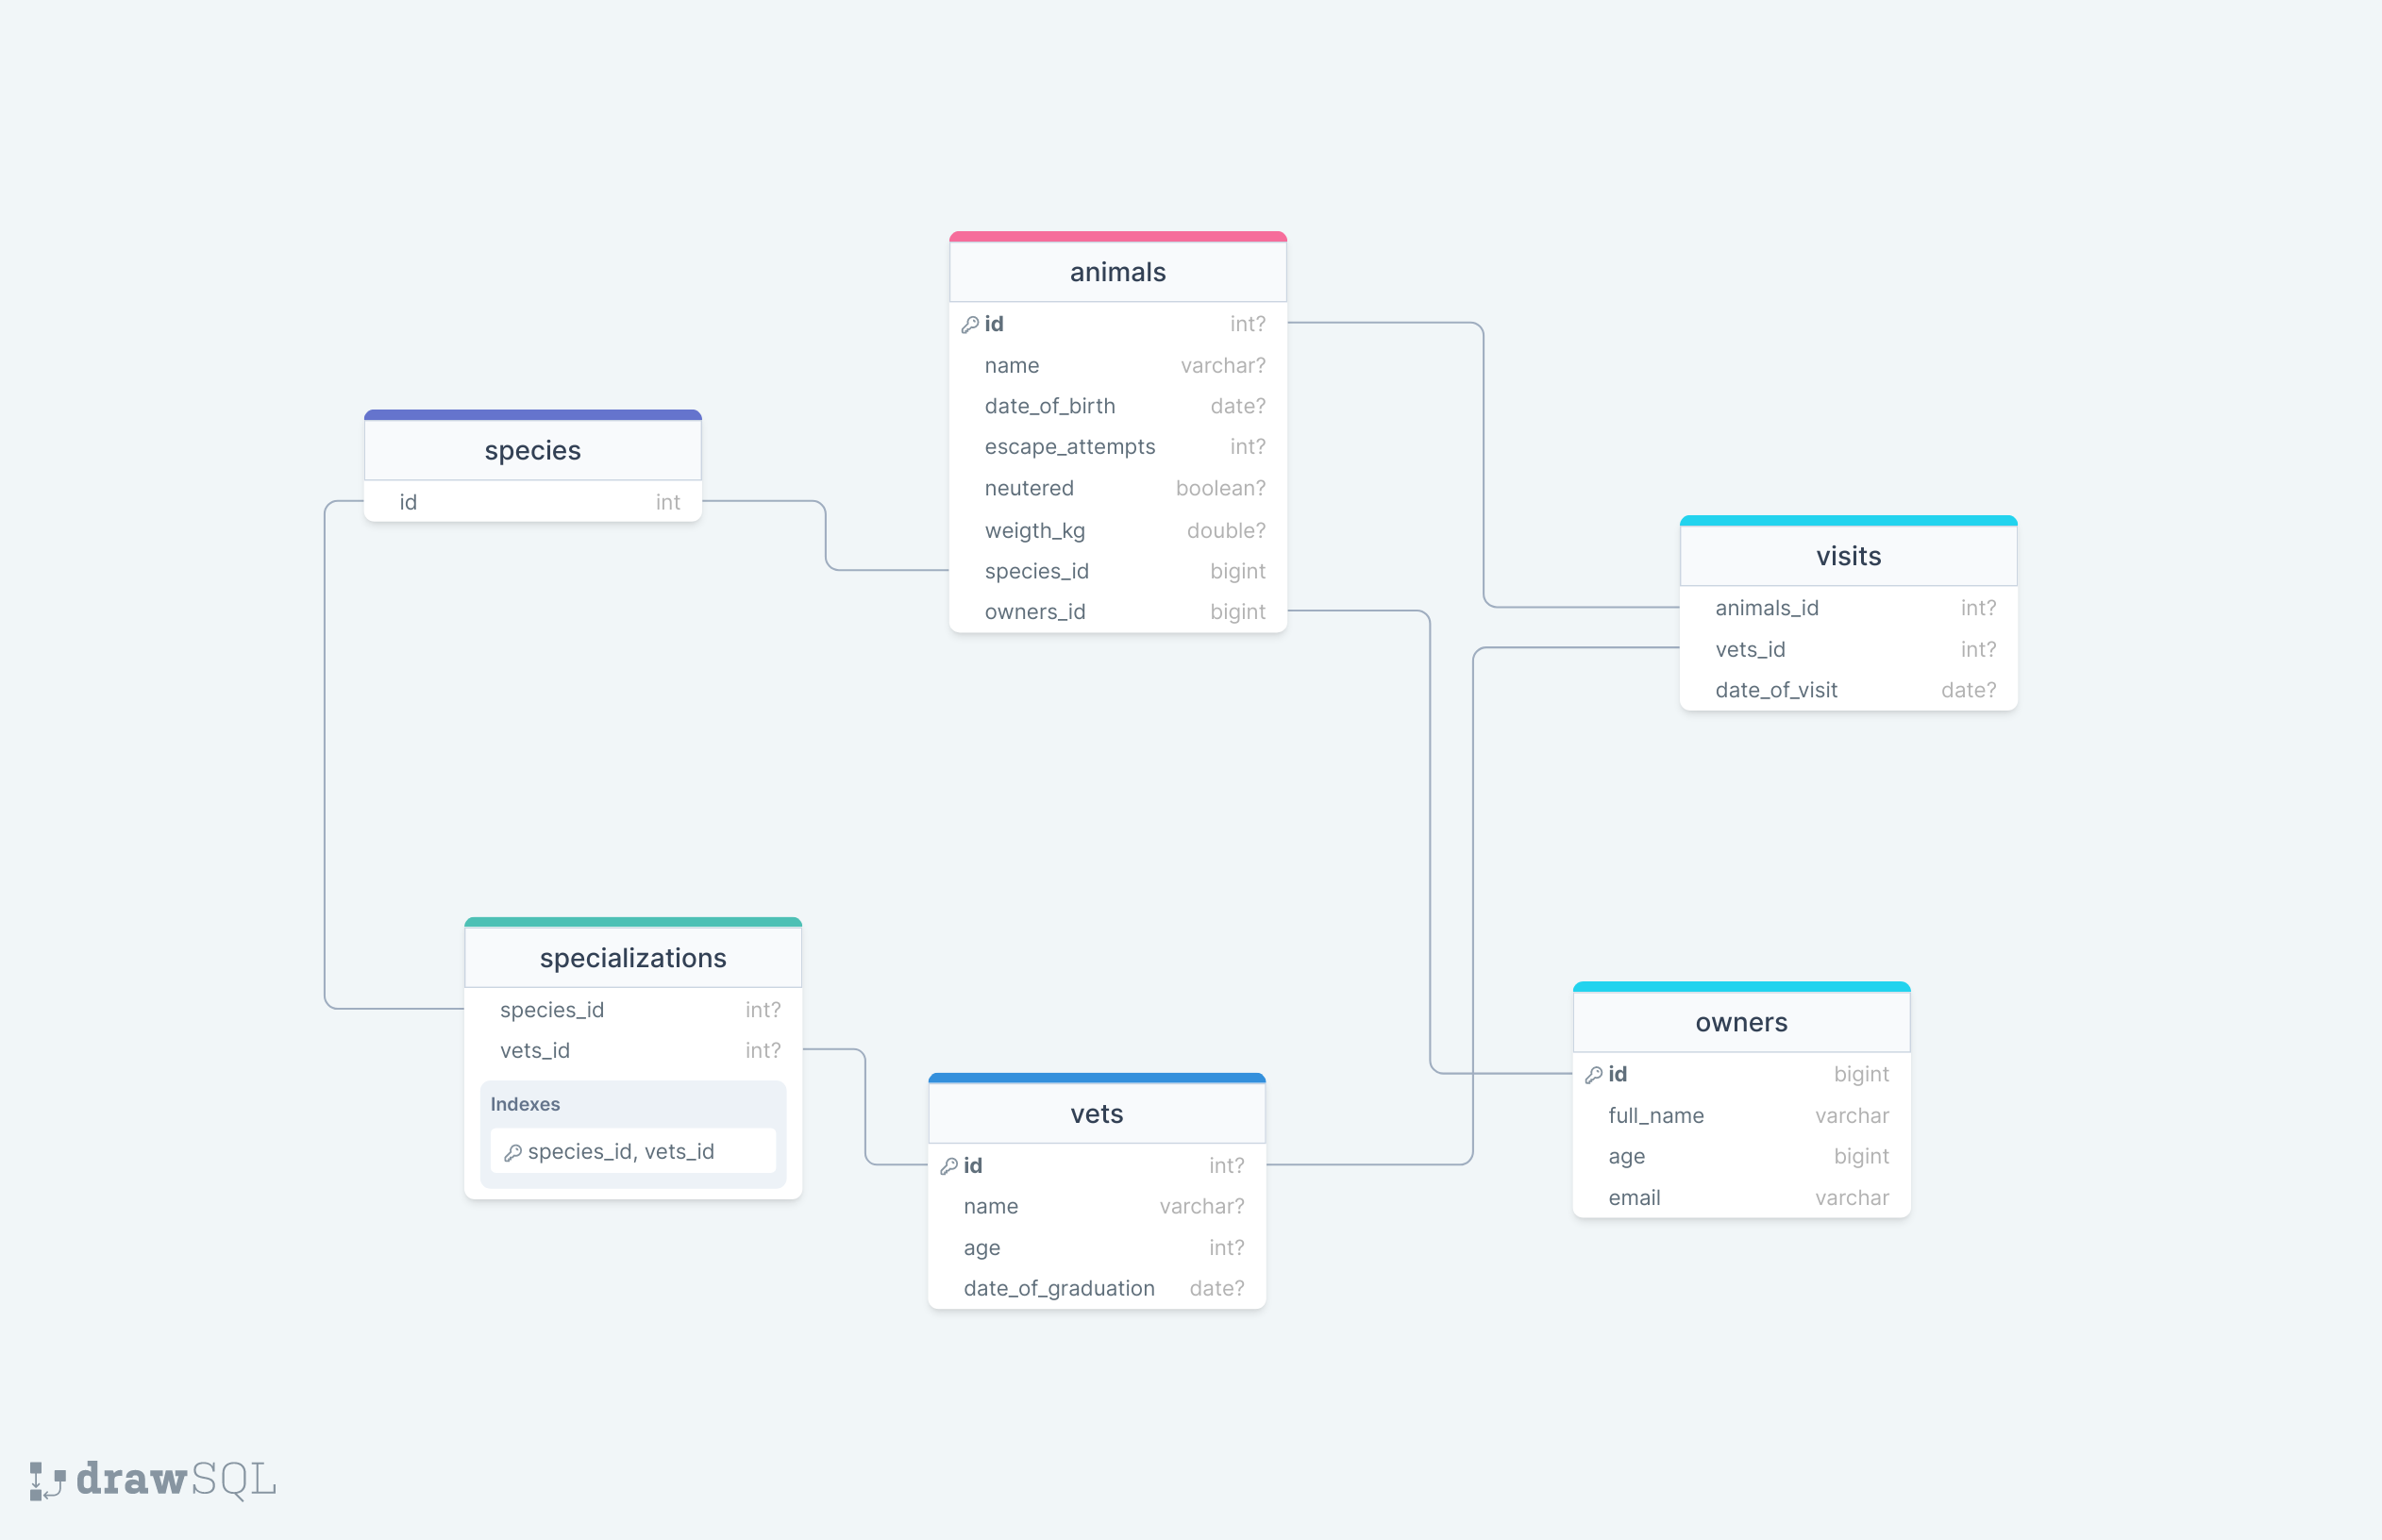 animals
id int?
name varchar?
date_of_birth date?
escape_attempts int?
neutered boolean?
weigth_kg double?
species_id bigint
owners_id bigint
species
id int
visits
animals_id int?
vets_id int?
date_of_visit date?
specializations
species_id int?
vets_id int?
Indexes
species_id, vets_id
vets
id int?
name varchar?
age int?
date_of_graduation date?
owners
id bigint
full_name varchar
age bigint
email varchar
drawSQL